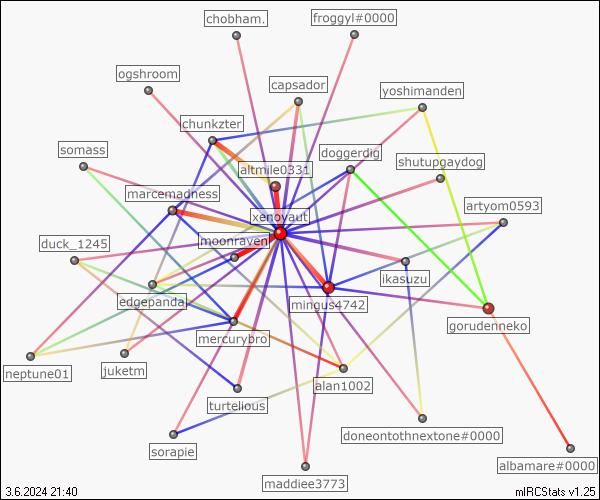 chobham.
froggyl#0000
ogshroom
capsador
yoshimanden
chunkzter
somass
doggerdig
shutupgaydog
altmile0331
marcemadness
artyom0593
xenoyaut
duck_1245
moonraven
ikasuzu
edgepanda
mingus4742
gorudenneko
mercurybro
neptune01
juketm
alan1002
turtelious
doneontothnextone#0000
sorapie
albamare#0000
maddiee3773
3.6.2024 21:40
mIRCStats v1.25